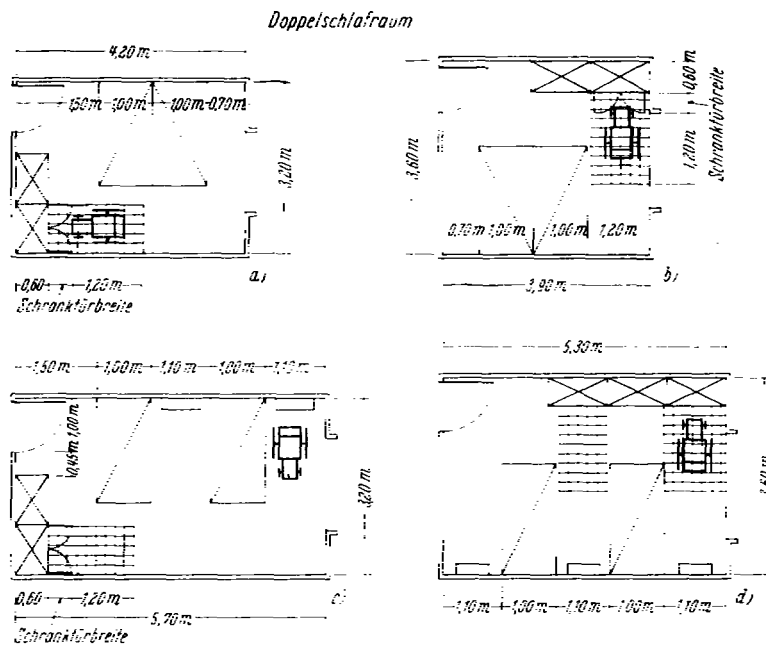 Doppelschlafraum
4,20 m
1,50 m 1,00 m 1,00 m 0,70 m
3,20 m
0,60 1,20 m
Schranktürbreite
a)
0,60 m
1,20 m
Schranktürbreite
3,60 m
0,70 m 1,00 m 1,00 m 1,20 m
3,90 m
b)
1,50 m 1,00 m 1,10 m 1,00 m 1,10 m
0,45 m 1,00 m
3,20 m
0,60 1,20 m
5,70 m
Schranktürbreite
c)
5,30 m
1,10 m 1,00 m 1,10 m 1,00 m 1,10 m
d)